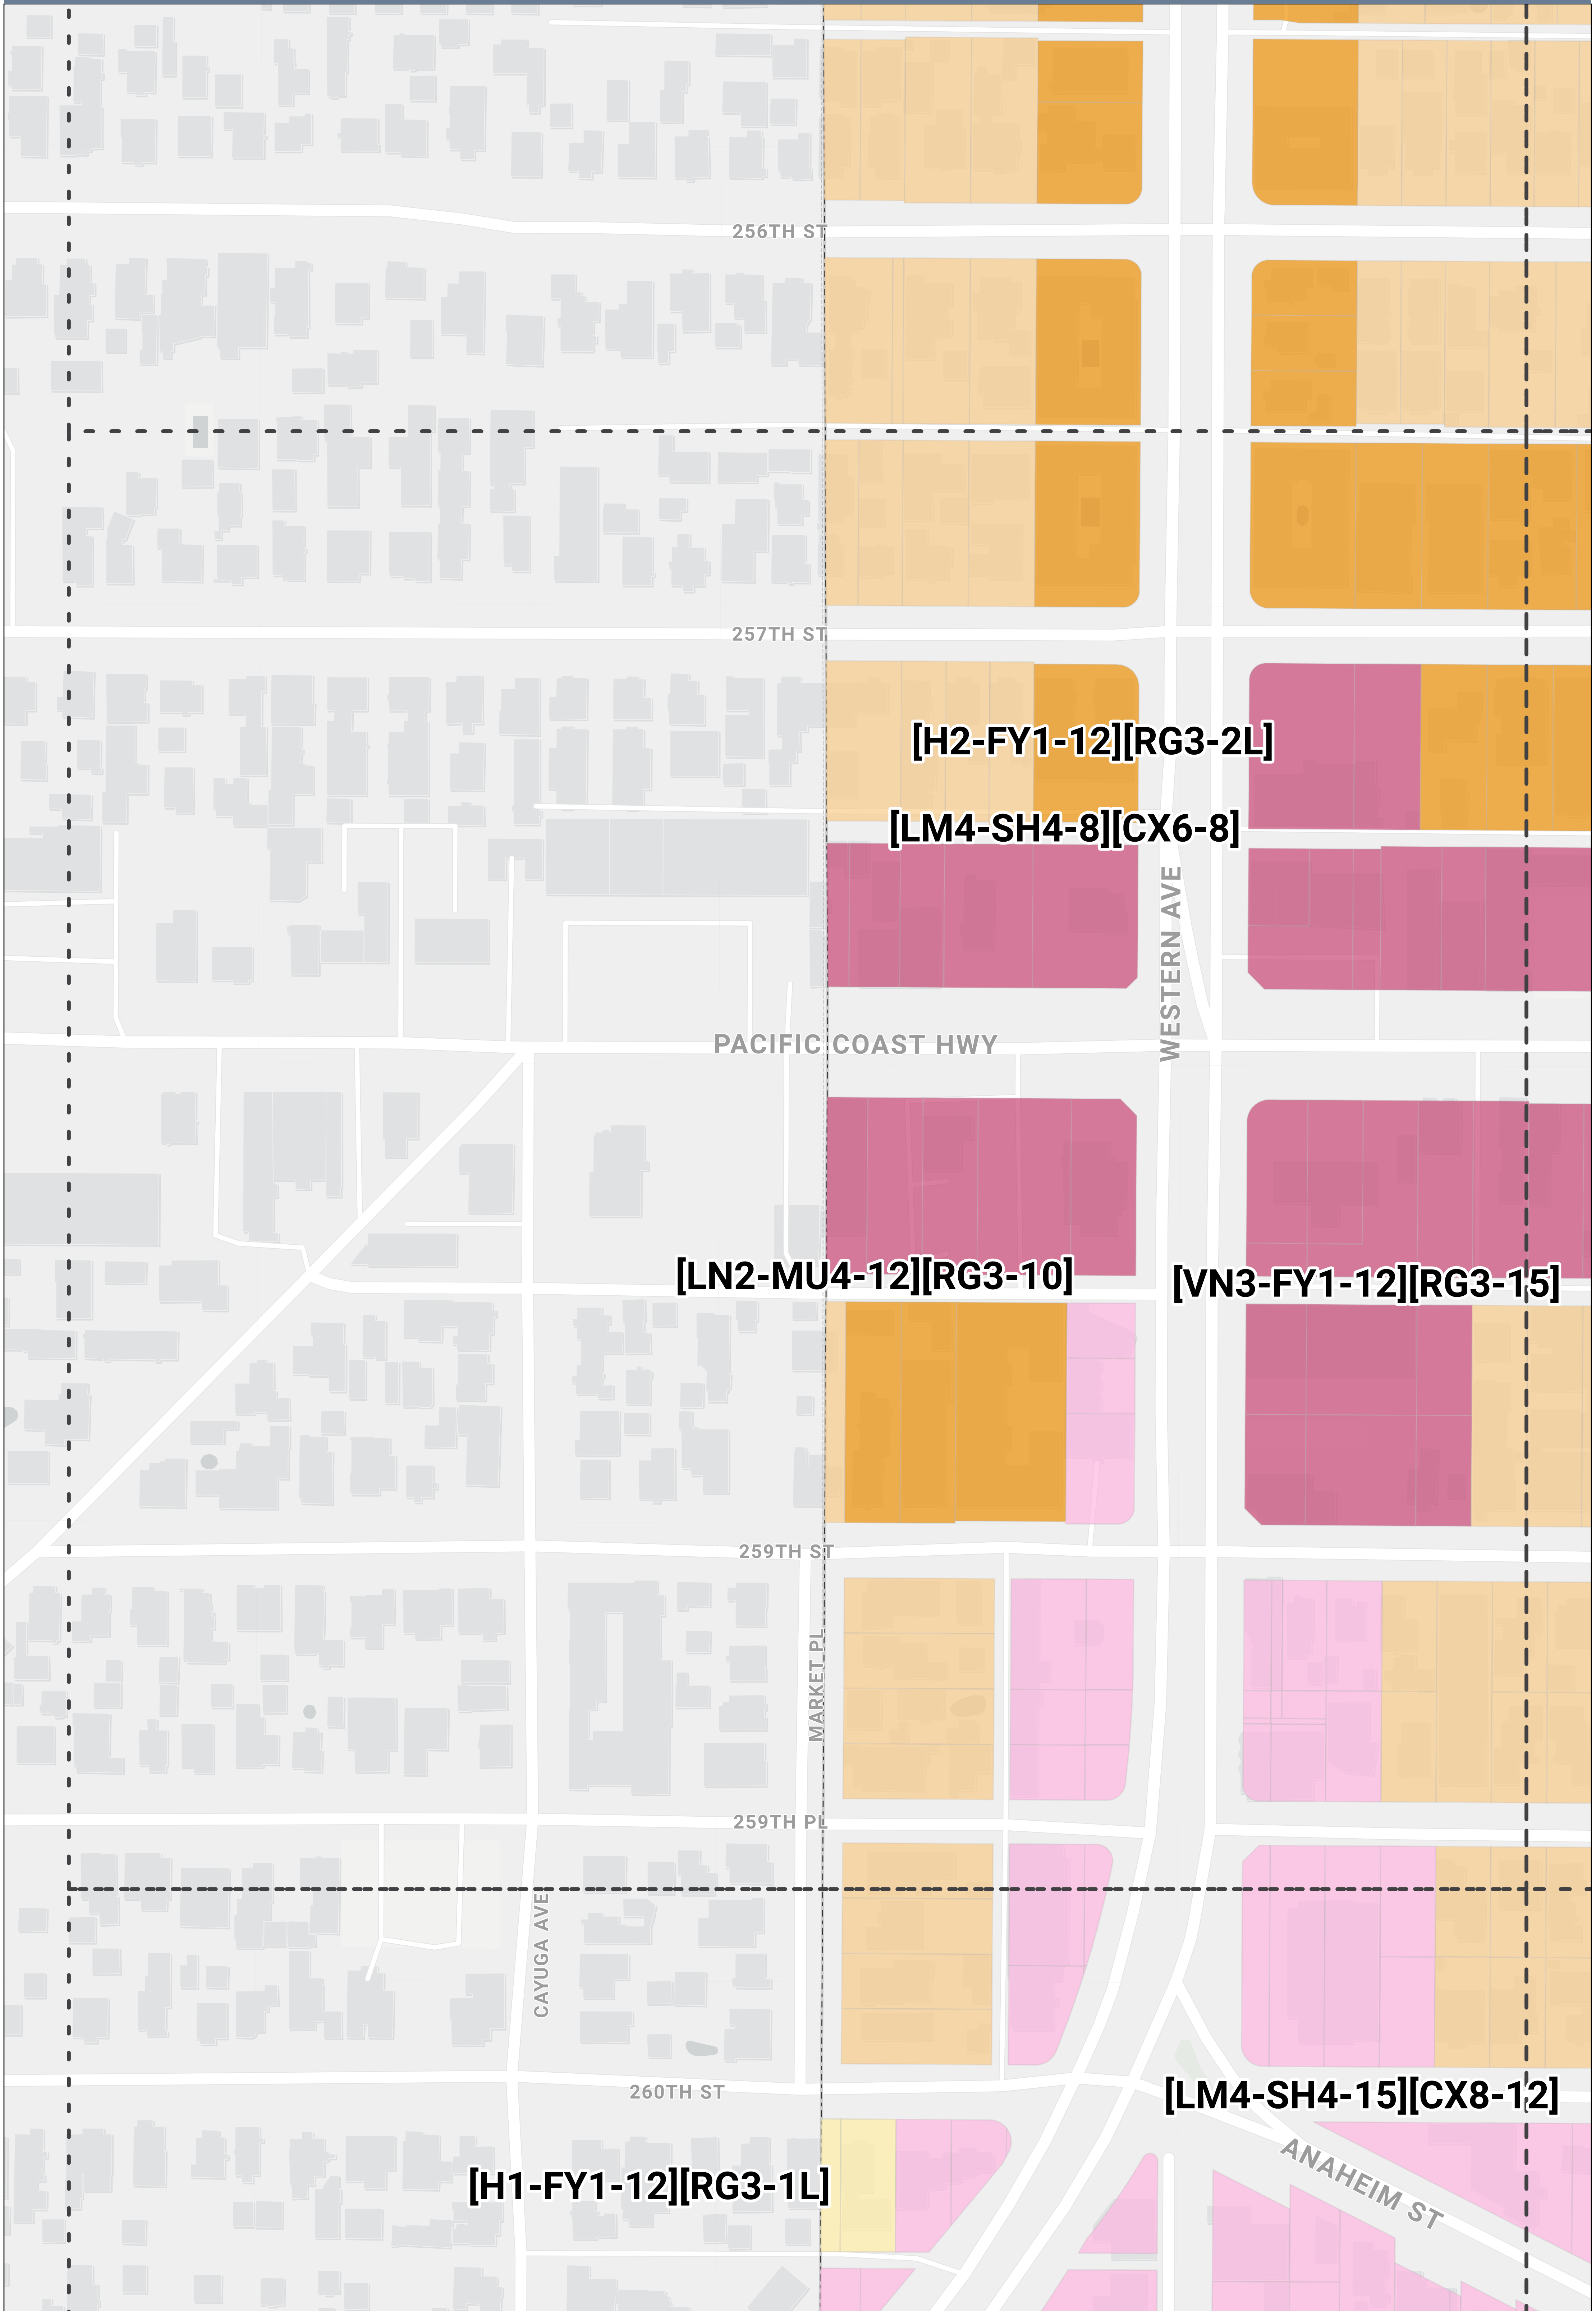 256TH ST
257TH ST
[H2-FY1-12][RG3-2L]
[LM4-SH4-8][CX6-8]
WESTERN AVE
PACIFIC COAST HWY
[LN2-MU4-12][RG3-10]
[VN3-FY1-12][RG3-15]
259TH ST
MARKET PL
259TH PL
CAYUGA AVE
260TH ST
[LM4-SH4-15][CX8-12]
ANAHEIM ST
[H1-FY1-12][RG3-1L]